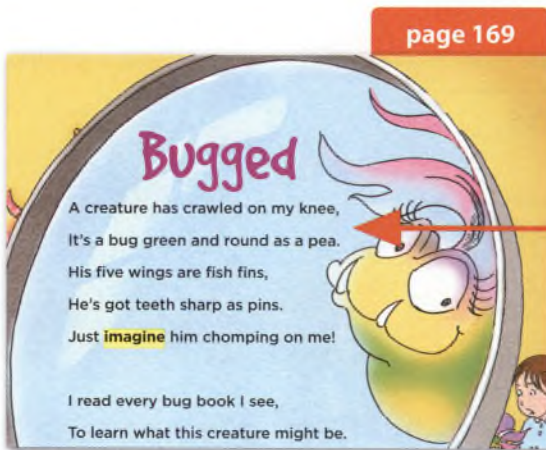 page 169
Bugged
A creature has crawled on my knee,
It's a bug green and round as a pea.
His five wings are fish fins,
He's got teeth sharp as pins.
Just imagine him chomping on me!
I read every bug book I see,
To learn what this creature might be.